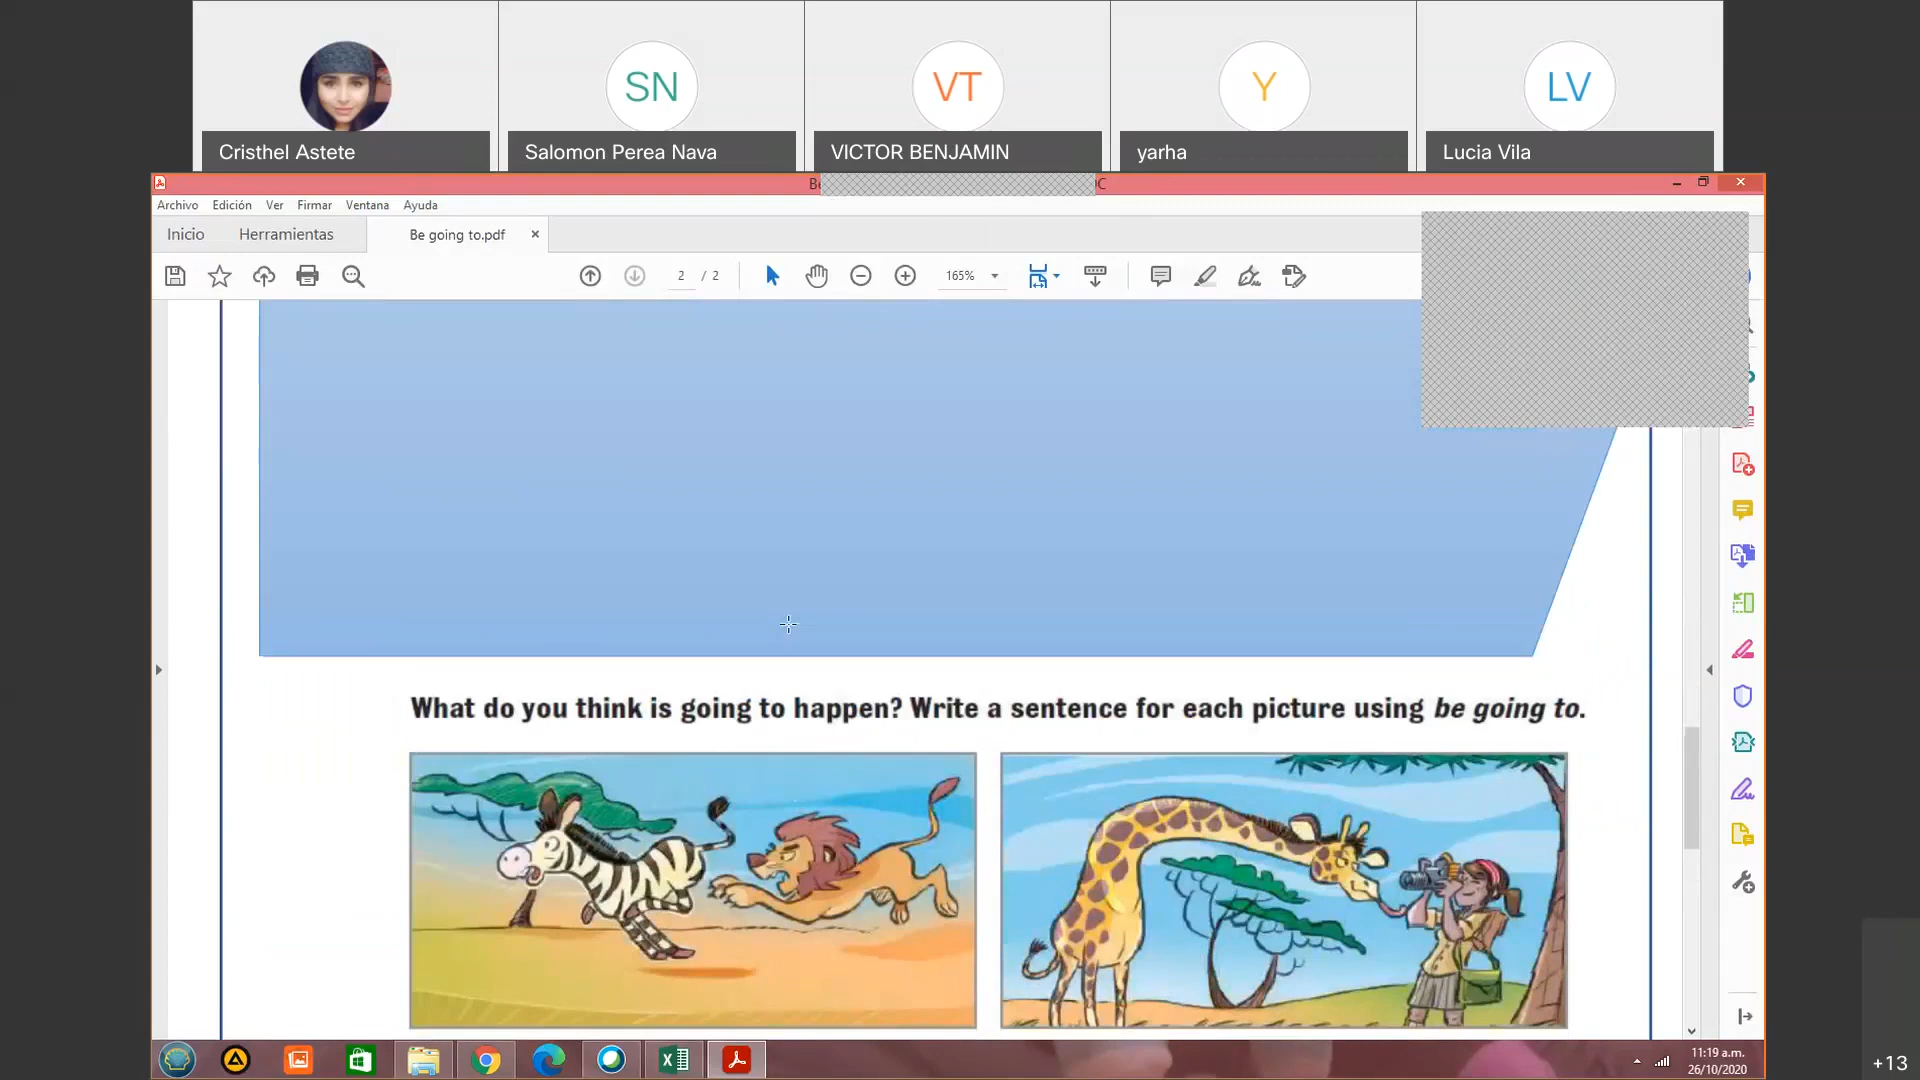 SN
VT
Y
LV
Cristhel Astete
Salomon Perea Nava
VICTOR BENJAMIN
yarha
Lucia Vila
Archivo
Edición
Ver
Firmar
Ventana
Ayuda
Inicio
Herramientas
Be going to.pdf
2 / 2
165%
What do you think is going to happen? Write a sentence for each picture using be going to.
11:19 a.m.
26/10/2020
+13